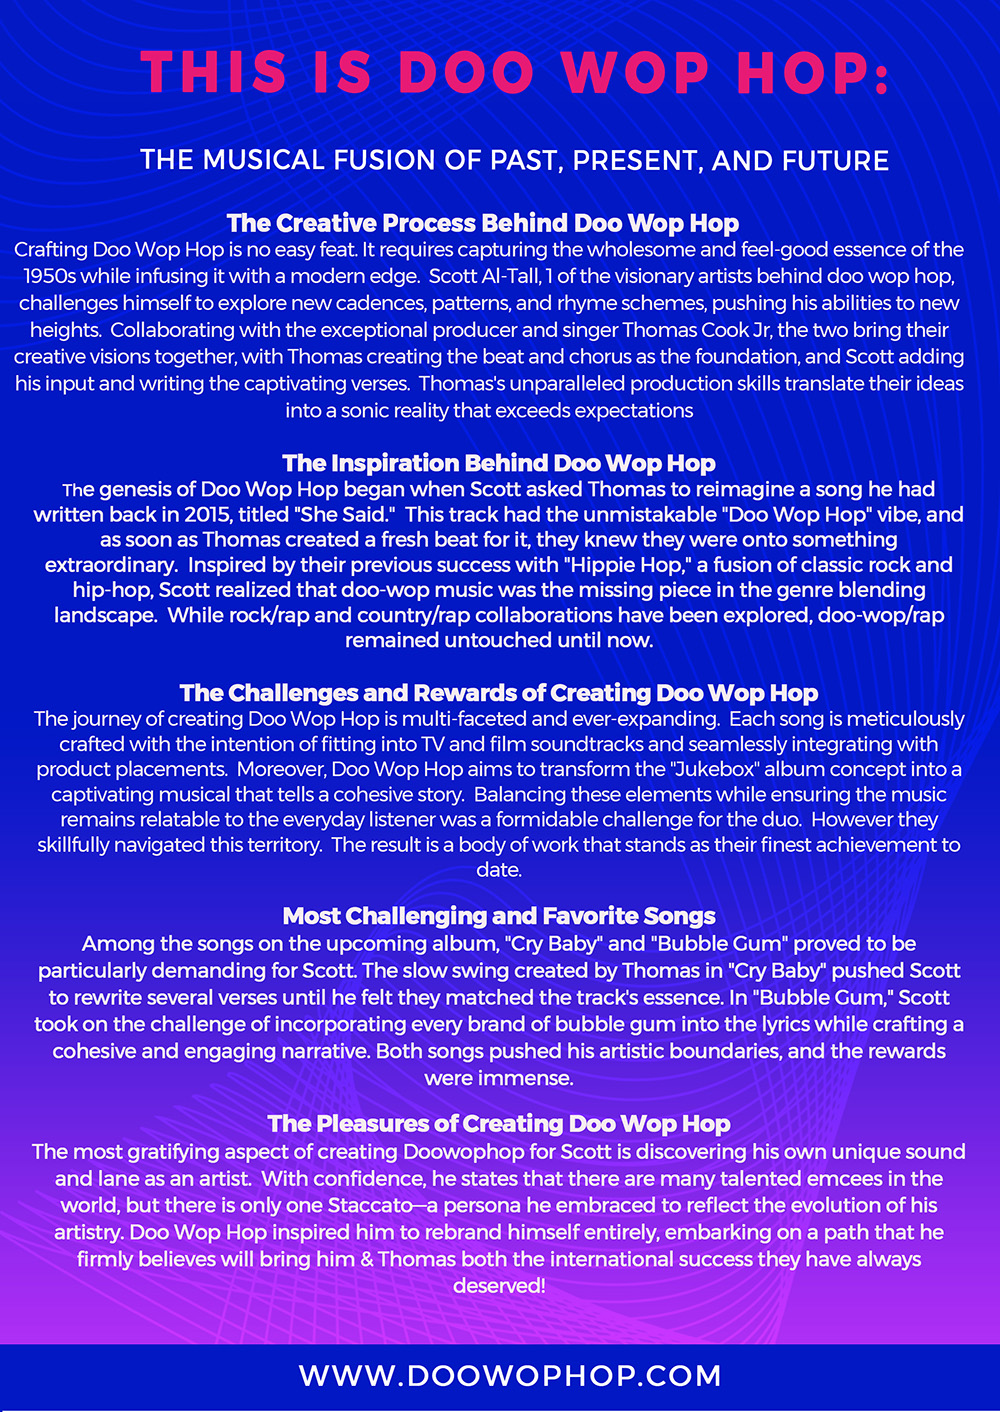 THIS IS DOO WOP HOP:
THE MUSICAL FUSION OF PAST, PRESENT, AND FUTURE
The Creative Process Behind Doo Wop Hop
Crafting Doo Wop Hop is no easy feat. It requires capturing the wholesome and feel-good essence of the
1950s while infusing it with a modern edge.  Scott Al-Tall, 1 of the visionary artists behind doo wop hop,
challenges himself to explore new cadences, patterns, and rhyme schemes, pushing his abilities to new
heights.  Collaborating with the exceptional producer and singer Thomas Cook Jr, the two bring their
creative visions together, with Thomas creating the beat and chorus as the foundation, and Scott adding
his input and writing the captivating verses.  Thomas's unparalleled production skills translate their ideas
into a sonic reality that exceeds expectations
The Inspiration Behind Doo Wop Hop
The genesis of Doo Wop Hop began when Scott asked Thomas to reimagine a song he had
written back in 2015, titled "She Said."  This track had the unmistakable "Doo Wop Hop" vibe, and
as soon as Thomas created a fresh beat for it, they knew they were onto something
extraordinary.  Inspired by their previous success with "Hippie Hop," a fusion of classic rock and
hip-hop, Scott realized that doo-wop music was the missing piece in the genre blending
landscape.  While rock/rap and country/rap collaborations have been explored, doo-wop/rap
remained untouched until now.
The Challenges and Rewards of Creating Doo Wop Hop
The journey of creating Doo Wop Hop is multi-faceted and ever-expanding.  Each song is meticulously
crafted with the intention of fitting into TV and film soundtracks and seamlessly integrating with
product placements.  Moreover, Doo Wop Hop aims to transform the "Jukebox" album concept into a
captivating musical that tells a cohesive story.  Balancing these elements while ensuring the music
remains relatable to the everyday listener was a formidable challenge for the duo.  However they
skillfully navigated this territory.  The result is a body of work that stands as their finest achievement to
date.
Most Challenging and Favorite Songs
Among the songs on the upcoming album, "Cry Baby" and "Bubble Gum" proved to be
particularly demanding for Scott. The slow swing created by Thomas in "Cry Baby" pushed Scott
to rewrite several verses until he felt they matched the track's essence. In "Bubble Gum," Scott
took on the challenge of incorporating every brand of bubble gum into the lyrics while crafting a
cohesive and engaging narrative. Both songs pushed his artistic boundaries, and the rewards
were immense.
The Pleasures of Creating Doo Wop Hop
The most gratifying aspect of creating Doowophop for Scott is discovering his own unique sound
and lane as an artist.  With confidence, he states that there are many talented emcees in the
world, but there is only one Staccato—a persona he embraced to reflect the evolution of his
artistry. Doo Wop Hop inspired him to rebrand himself entirely, embarking on a path that he
firmly believes will bring him & Thomas both the international success they have always
deserved!
WWW.DOOWOPHOP.COM